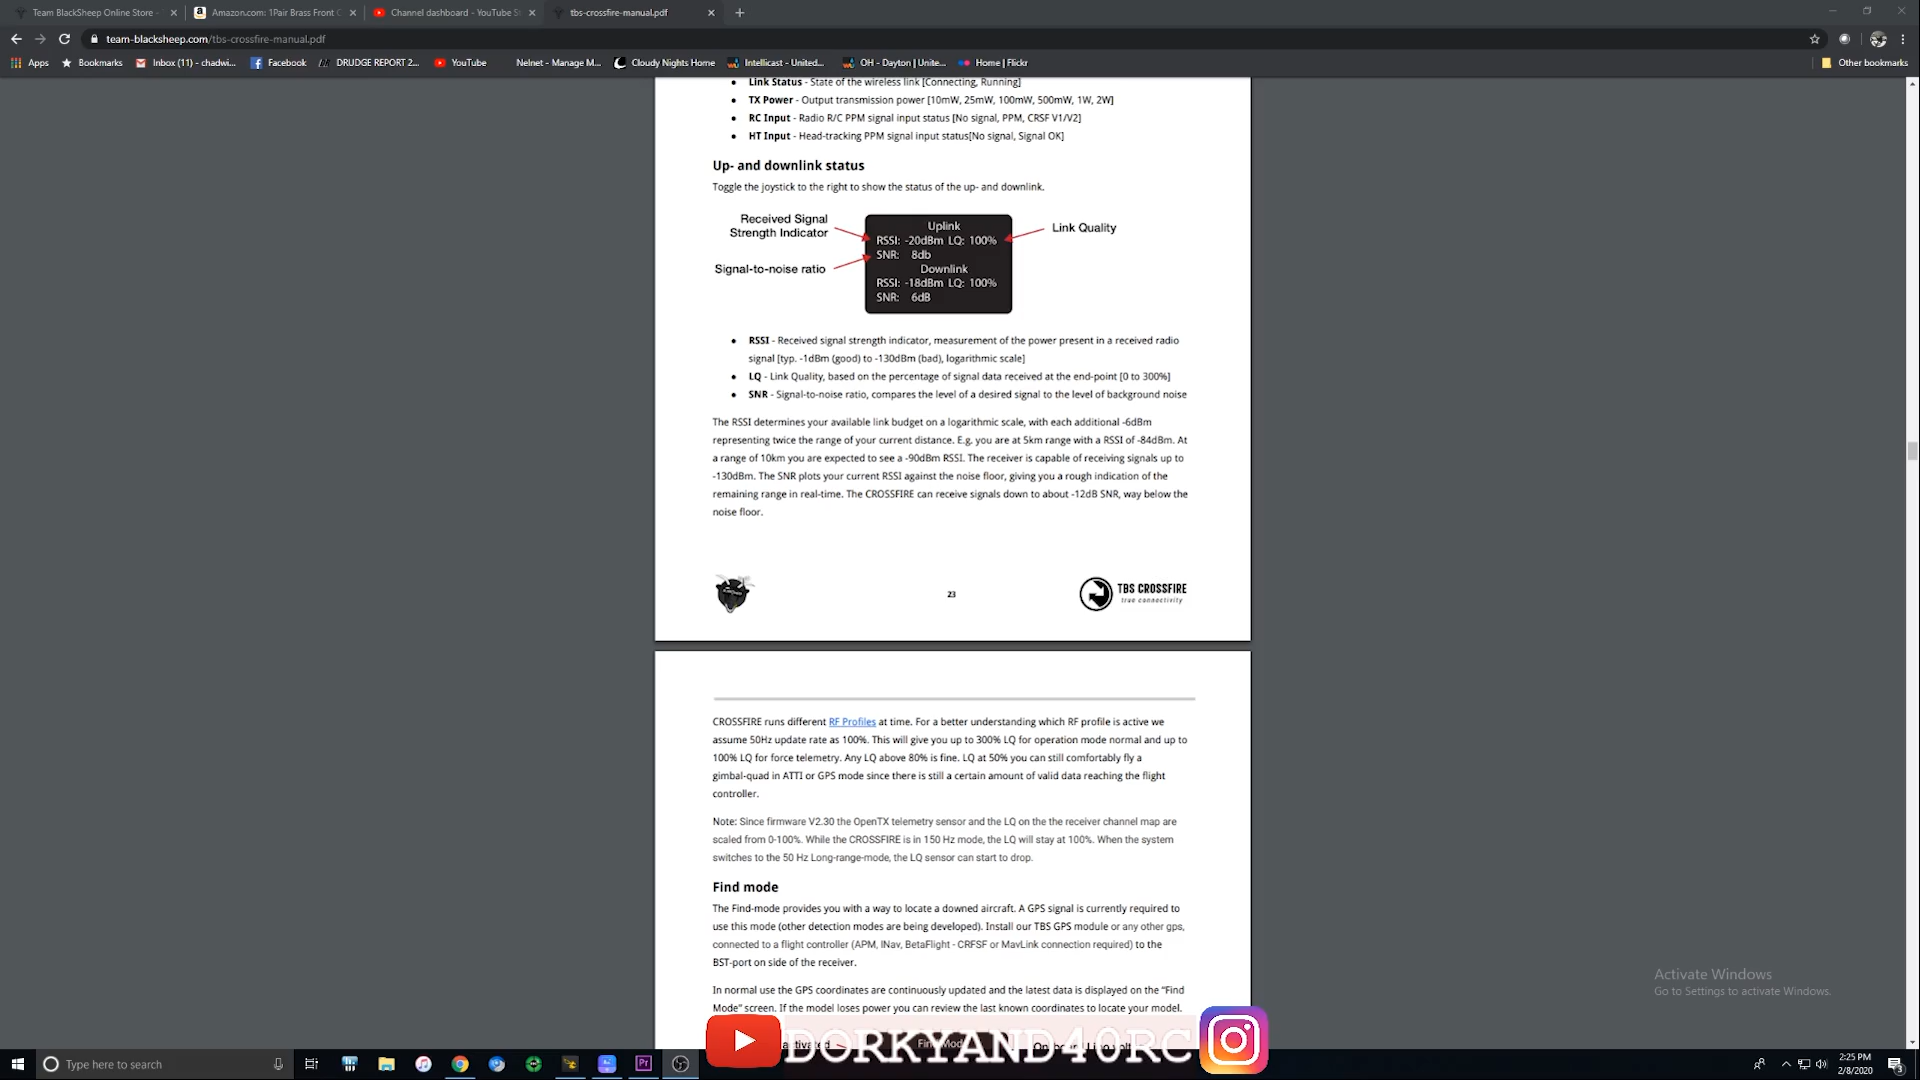 Team BlackSheep Online Store -
Amazon.com: 1Pair Brass Front C
Channel dashboard - YouTube S
tbs-crossfire-manual.pdf
team-blacksheep.com/tbs-crossfire-manual.pdf
Apps
Bookmarks
Inbox (11) - chadwi...
Facebook
DRUDGE REPORT 2...
YouTube
Nelnet - Manage M...
Cloudy Nights Home
Intellicast - United...
OH - Dayton | Unite...
Home | Flickr
Other bookmarks
• Link Status - State of the wireless link [Connecting, Running]
• TX Power - Output transmission power [10mW, 25mW, 100mW, 500mW, 1W, 2W]
• RC Input - Radio R/C PPM signal input status [No signal, PPM, CRSF V1/V2]
• HT Input - Head-tracking PPM signal input status[No signal, Signal OK]
Up- and downlink status
Toggle the joystick to the right to show the status of the up- and downlink.
Received Signal
Strength Indicator
Signal-to-noise ratio
Uplink
RSSI: -20dBm LQ: 100%
SNR: 8db
Downlink
RSSI: -18dBm LQ: 100%
SNR: 6dB
Link Quality
• RSSI - Received signal strength indicator, measurement of the power present in a received radio
signal [typ. -1dBm (good) to -130dBm (bad), logarithmic scale]
• LQ - Link Quality, based on the percentage of signal data received at the end-point [0 to 300%]
• SNR - Signal-to-noise ratio, compares the level of a desired signal to the level of background noise
The RSSI determines your available link budget on a logarithmic scale, with each additional -6dBm
representing twice the range of your current distance. E.g. you are at 5km range with a RSSI of -84dBm. At
a range of 10km you are expected to see a -90dBm RSSI. The receiver is capable of receiving signals up to
-130dBm. The SNR plots your current RSSI against the noise floor, giving you a rough indication of the
remaining range in real-time. The CROSSFIRE can receive signals down to about -12dB SNR, way below the
noise floor.
23
TBS CROSSFIRE
true connectivity
CROSSFIRE runs different RF Profiles at time. For a better understanding which RF profile is active we
assume 50Hz update rate as 100%. This will give you up to 300% LQ for operation mode normal and up to
100% LQ for force telemetry. Any LQ above 80% is fine. LQ at 50% you can still comfortably fly a
gimbal-quad in ATTI or GPS mode since there is still a certain amount of valid data reaching the flight
controller.
Note: Since firmware V2.30 the OpenTX telemetry sensor and the LQ on the the receiver channel map are
scaled from 0-100%. While the CROSSFIRE is in 150 Hz mode, the LQ will stay at 100%. When the system
switches to the 50 Hz Long-range-mode, the LQ sensor can start to drop.
Find mode
The Find-mode provides you with a way to locate a downed aircraft. A GPS signal is currently required to
use this mode (other detection modes are being developed). Install our TBS GPS module or any other gps,
connected to a flight controller (APM, INav, BetaFlight - CRFSF or MavLink connection required) to the
BST-port on side of the receiver.
In normal use the GPS coordinates are continuously updated and the latest data is displayed on the "Find
Mode" screen. If the model loses power you can review the last known coordinates to locate your model.
Activate Windows
Go to Settings to activate Windows.
DORKYAND40RC
Type here to search
2:25 PM
2/8/2020
3